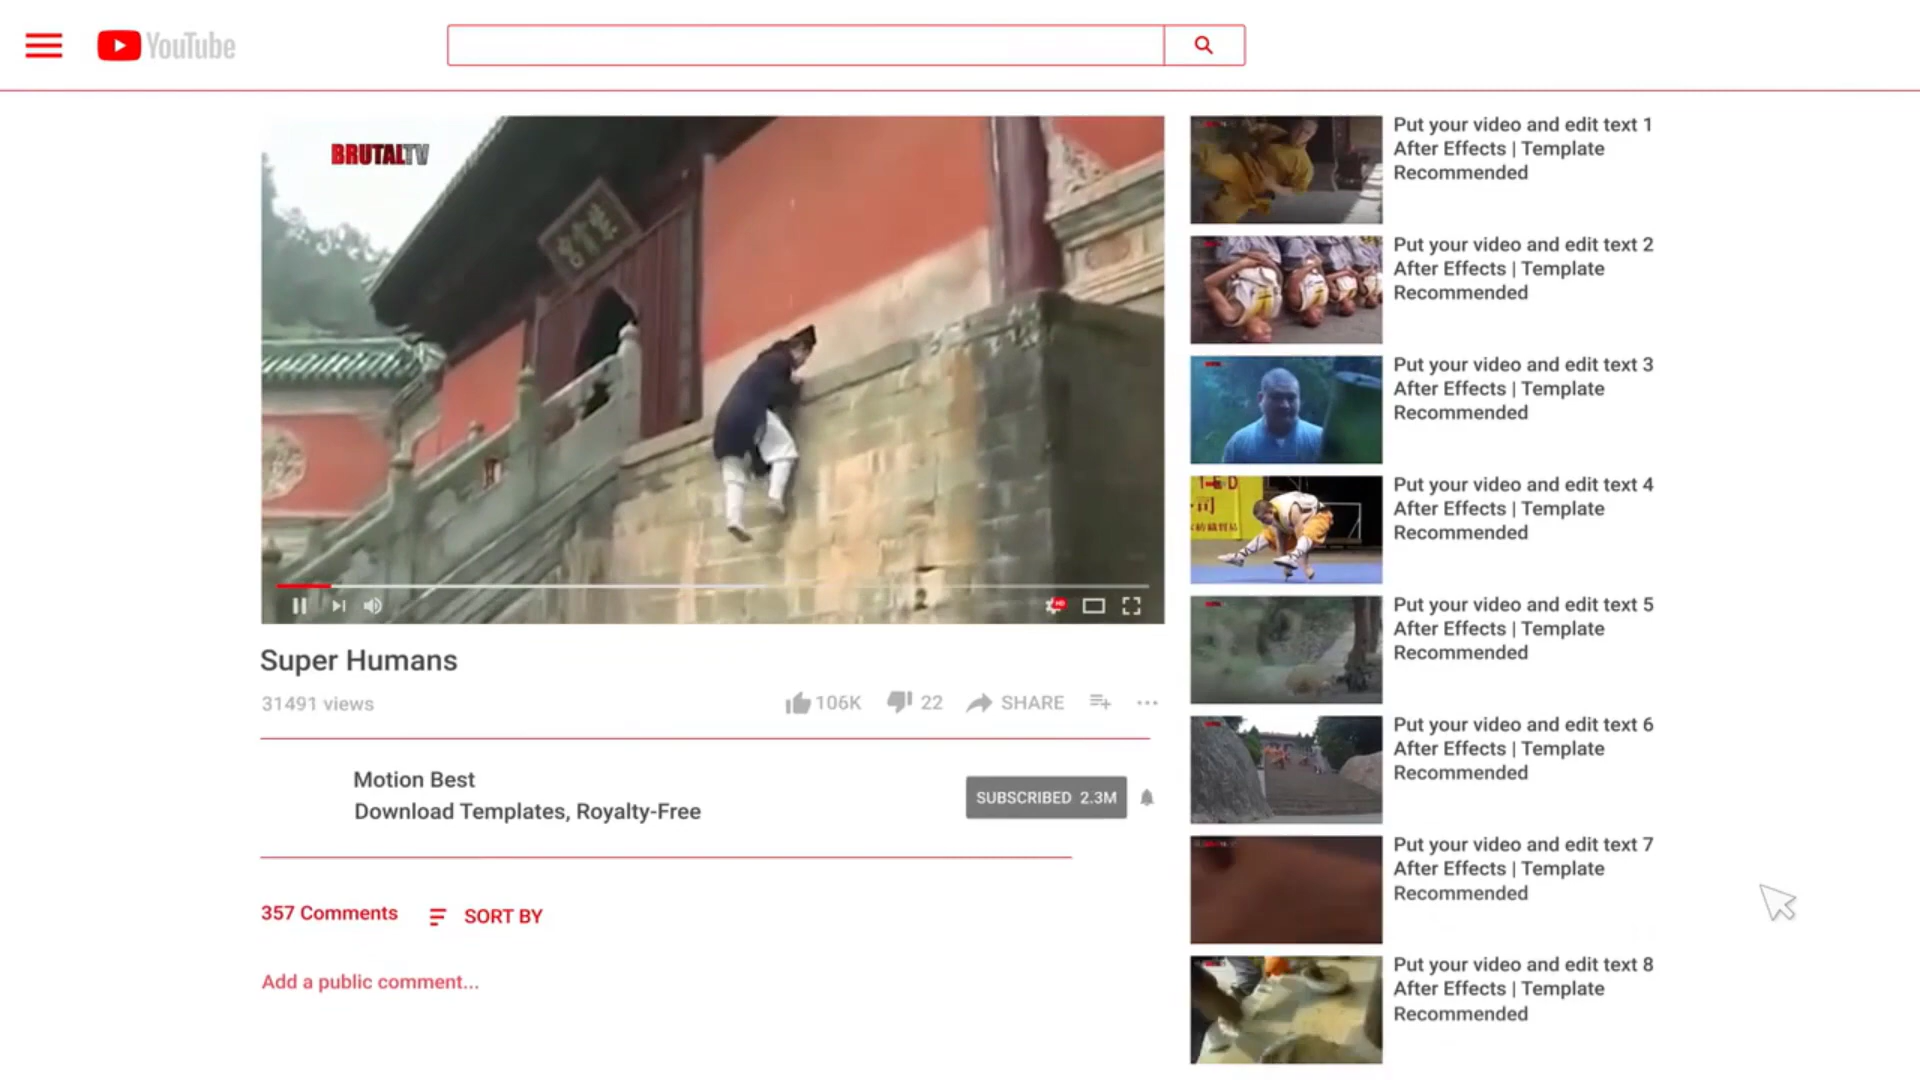 YouTube
BRUTALTV
紫霄宫
Super Humans
31491 views
106K
22
SHARE
Motion Best
Download Templates, Royalty-Free
SUBSCRIBED 2.3M
357 Comments
SORT BY
Add a public comment...
Put your video and edit text 1
After Effects | Template
Recommended
Put your video and edit text 2
After Effects | Template
Recommended
Put your video and edit text 3
After Effects | Template
Recommended
Put your video and edit text 4
After Effects | Template
Recommended
Put your video and edit text 5
After Effects | Template
Recommended
Put your video and edit text 6
After Effects | Template
Recommended
Put your video and edit text 7
After Effects | Template
Recommended
Put your video and edit text 8
After Effects | Template
Recommended